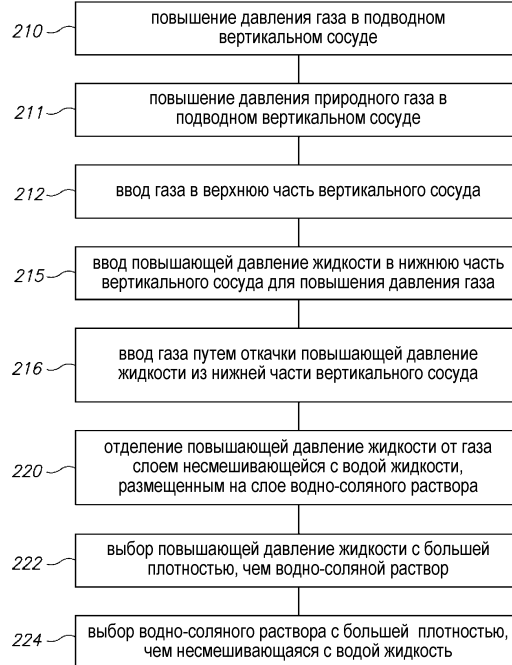 210
повышение давления газа в подводном
вертикальном сосуде
211
повышение давления природного газа в
подводном вертикальном сосуде
212
ввод газа в верхнюю часть вертикального сосуда
215
ввод повышающей давление жидкости в нижнюю часть
вертикального сосуда для повышения давления газа
216
ввод газа путем откачки повышающей давление
жидкости из нижней части вертикального сосуда
220
отделение повышающей давление жидкости от газа
слоем несмешивающейся с водой жидкости,
размещенным на слое водно-соляного раствора
222
выбор повышающей давление жидкости с большей
плотностью, чем водно-соляной раствор
224
выбор водно-соляного раствора с большей плотностью,
чем несмешивающаяся с водой жидкость